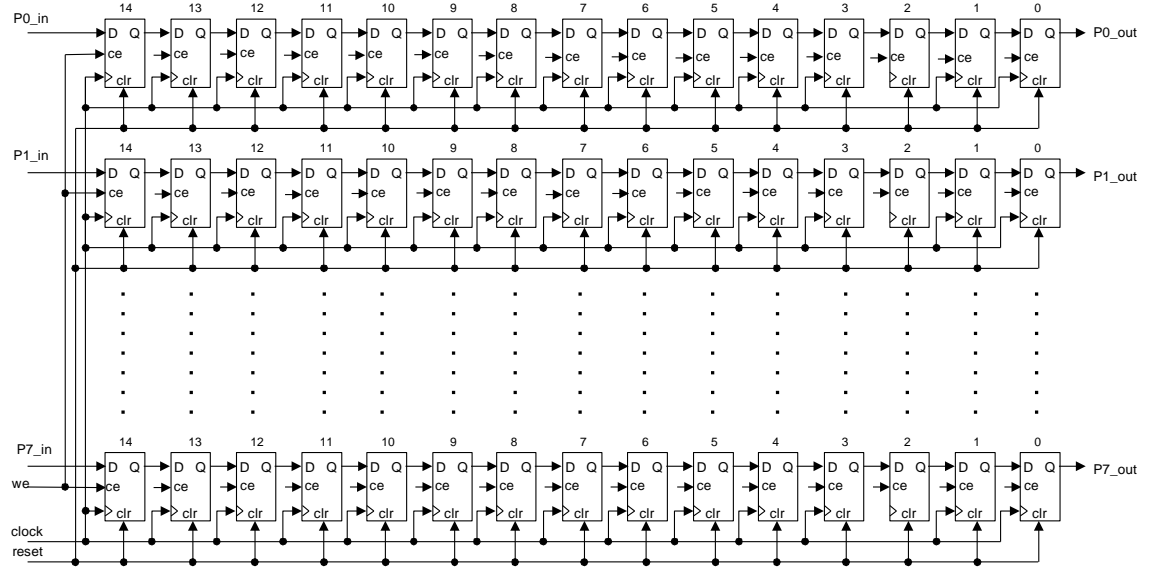 14 13 12 11 10 9 8 7 6 5 4 3 2 1 0
P0_in D Q D Q D Q D Q D Q D Q D Q D Q D Q D Q D Q D Q D Q D Q D Q P0_out
ce ce ce ce ce ce ce ce ce ce ce ce ce ce ce
clr clr clr clr clr clr clr clr clr clr clr clr clr clr clr
14 13 12 11 10 9 8 7 6 5 4 3 2 1 0
P1_in D Q D Q D Q D Q D Q D Q D Q D Q D Q D Q D Q D Q D Q D Q D Q P1_out
ce ce ce ce ce ce ce ce ce ce ce ce ce ce ce
clr clr clr clr clr clr clr clr clr clr clr clr clr clr clr
14 13 12 11 10 9 8 7 6 5 4 3 2 1 0
P7_in D Q D Q D Q D Q D Q D Q D Q D Q D Q D Q D Q D Q D Q D Q D Q P7_out
we ce ce ce ce ce ce ce ce ce ce ce ce ce ce ce
clr clr clr clr clr clr clr clr clr clr clr clr clr clr clr
clock
reset